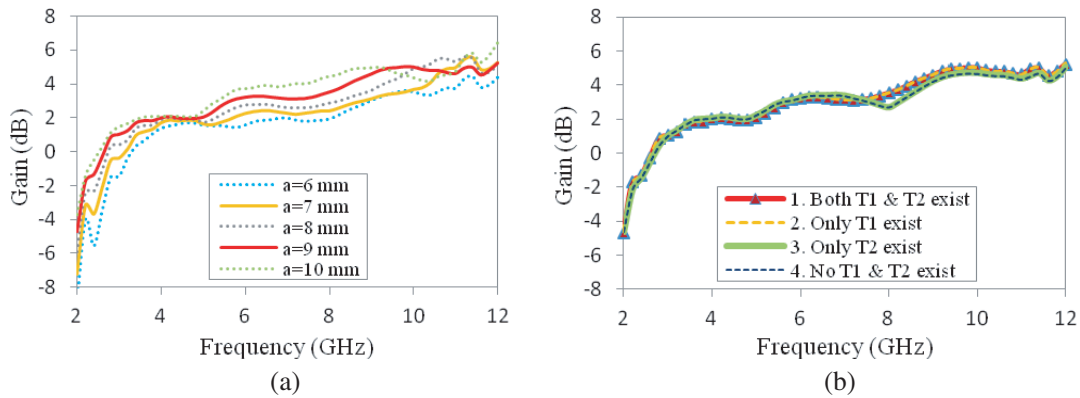 8
6
4
2
0
-2
-4
-6
-8
Gain (dB)
a=6 mm
a=7 mm
a=8 mm
a=9 mm
a=10 mm
2 4 6 8 10 12
Frequency (GHz)
(a)
8
6
4
2
0
-2
-4
-6
-8
Gain (dB)
1. Both T1 & T2 exist
2. Only T1 exist
3. Only T2 exist
4. No T1 & T2 exist
2 4 6 8 10 12
Frequency (GHz)
(b)